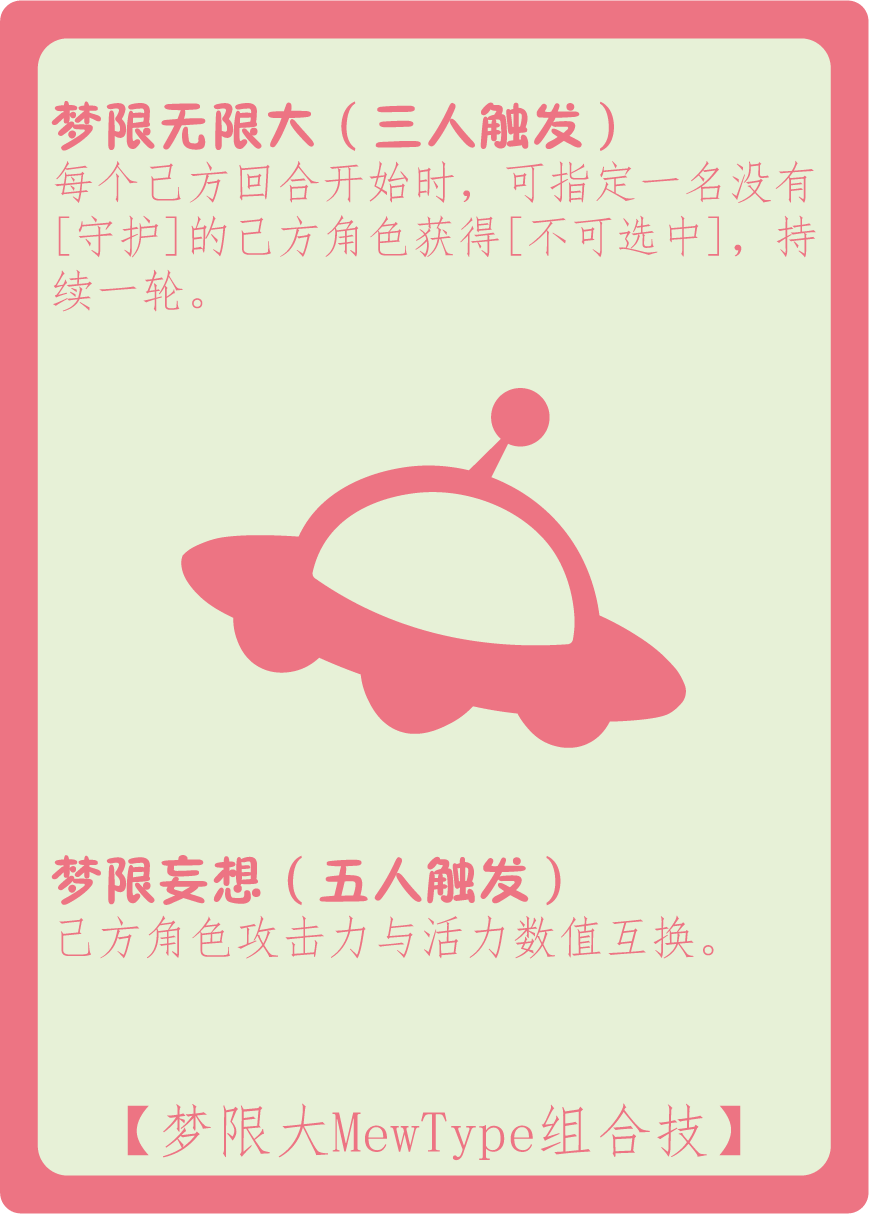 梦限无限大（三人触发）
每个己方回合开始时，可指定一名没有
[守护]的己方角色获得[不可选中]，持
续一轮。
梦限妄想（五人触发）
己方角色攻击力与活力数值互换。
【梦限大MewType组合技】